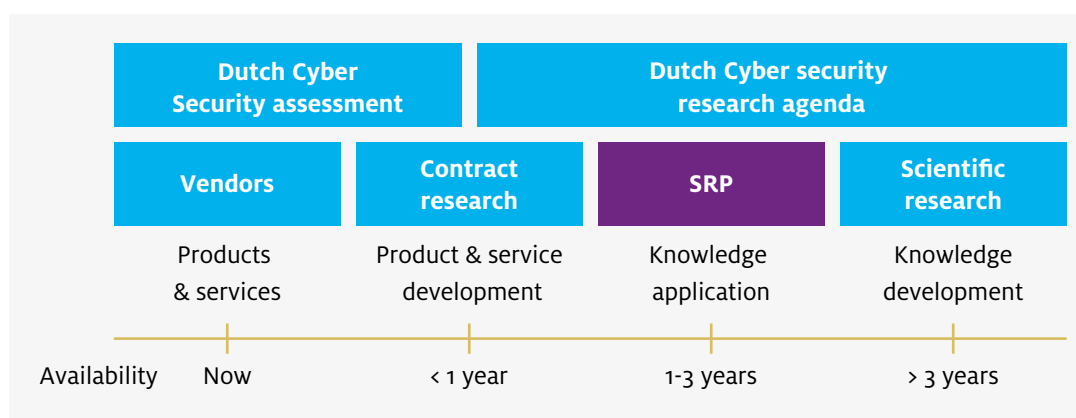 Dutch Cyber
Security assessment
Dutch Cyber security
research agenda
Vendors
Contract
research
SRP
Scientific
research
Products
& services
Product & service
development
Knowledge
application
Knowledge
development
Availability
Now
< 1 year
1-3 years
> 3 years